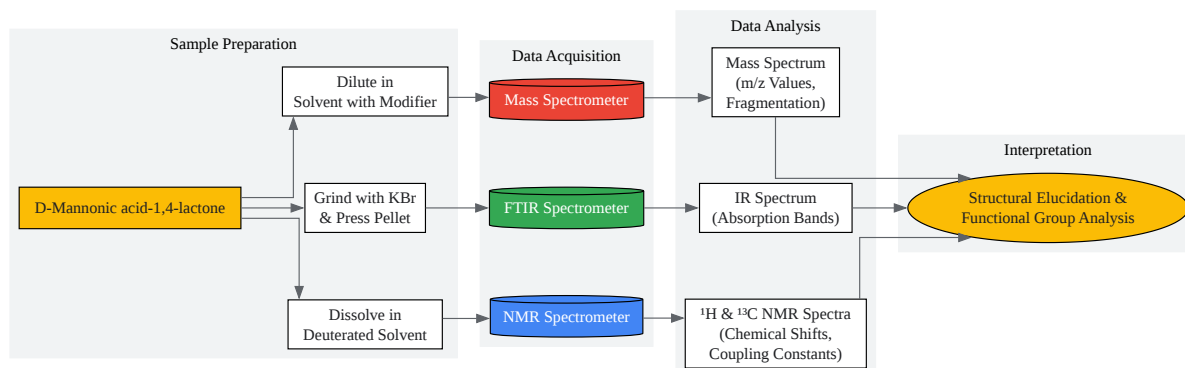 Sample Preparation
Dilute in
Solvent with Modifier
D-Mannonic acid-1,4-lactone
Grind with KBr
& Press Pellet
Dissolve in
Deuterated Solvent
Data Acquisition
Mass Spectrometer
FTIR Spectrometer
NMR Spectrometer
Data Analysis
Mass Spectrum
(m/z Values,
Fragmentation)
IR Spectrum
(Absorption Bands)
¹H & ¹³C NMR Spectra
(Chemical Shifts,
Coupling Constants)
Interpretation
Structural Elucidation &
Functional Group Analysis